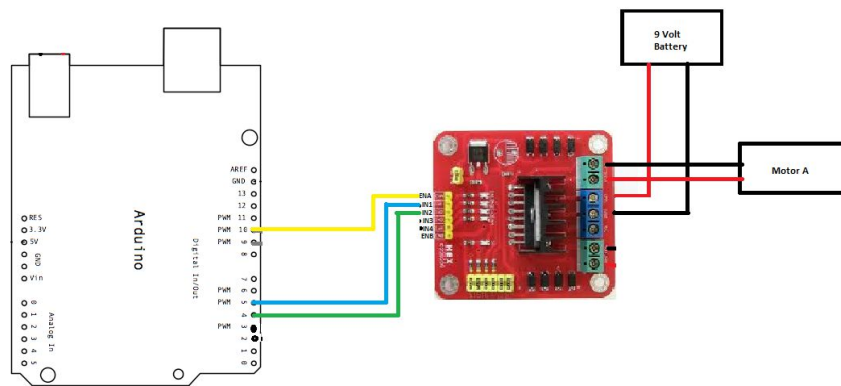 9 Volt
Battery
Motor A
ENA
IN1
IN2
IN3
IN4
ENB
Arduino
AREF
GND
13
12
PWM 11
PWM 10
PWM 9
8
7
PWM 6
PWM 5
4
PWM 3
2
1
0
Digital In/Out
RES
3.3V
5V
GND
Vin
0
1
2
3
4
5
Analog In